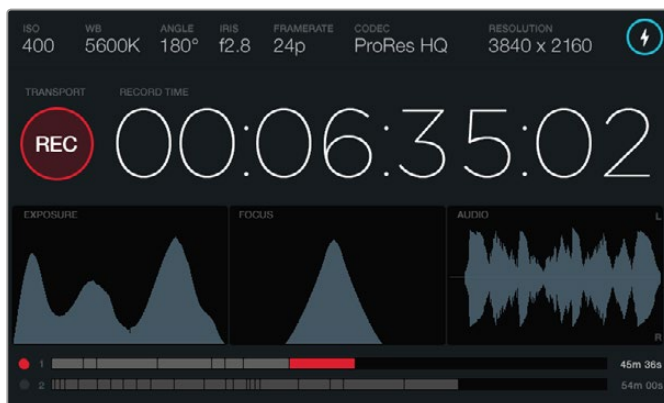 ISO WB ANGLE IRIS FRAMERATE CODEC RESOLUTION
400 5600K 180° f2.8 24p ProRes HQ 3840 x 2160
TRANSPORT RECORD TIME
REC 00:06:35:02
EXPOSURE FOCUS AUDIO L
R
1 45m 36s
2 54m 00s